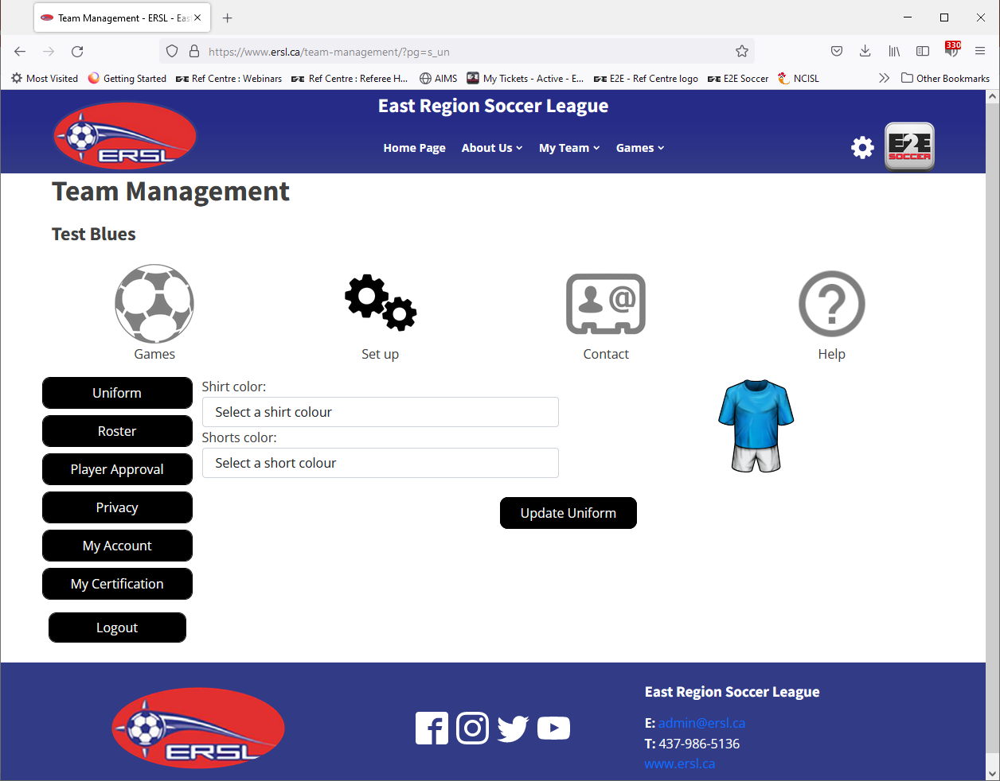 Team Management - ERSL - Eas
https://www.ersl.ca/team-management/?pg=s_un
330
Most Visited
Getting Started
E2E Ref Centre : Webinars
E2E Ref Centre : Referee H...
AIMS
E2E My Tickets - Active - E...
E2E E2E - Ref Centre logo
E2E E2E Soccer
NCISL
Other Bookmarks
ERSL
East Region Soccer League
Home Page
About Us
My Team
Games
E2E
SOCCER
Team Management
Test Blues
Games
Set up
@
Contact
?
Help
Uniform
Roster
Player Approval
Privacy
My Account
My Certification
Logout
Shirt color:
Select a shirt colour
Shorts color:
Select a short colour
Update Uniform
ERSL
East Region Soccer League
E: admin@ersl.ca
T: 437-986-5136
www.ersl.ca